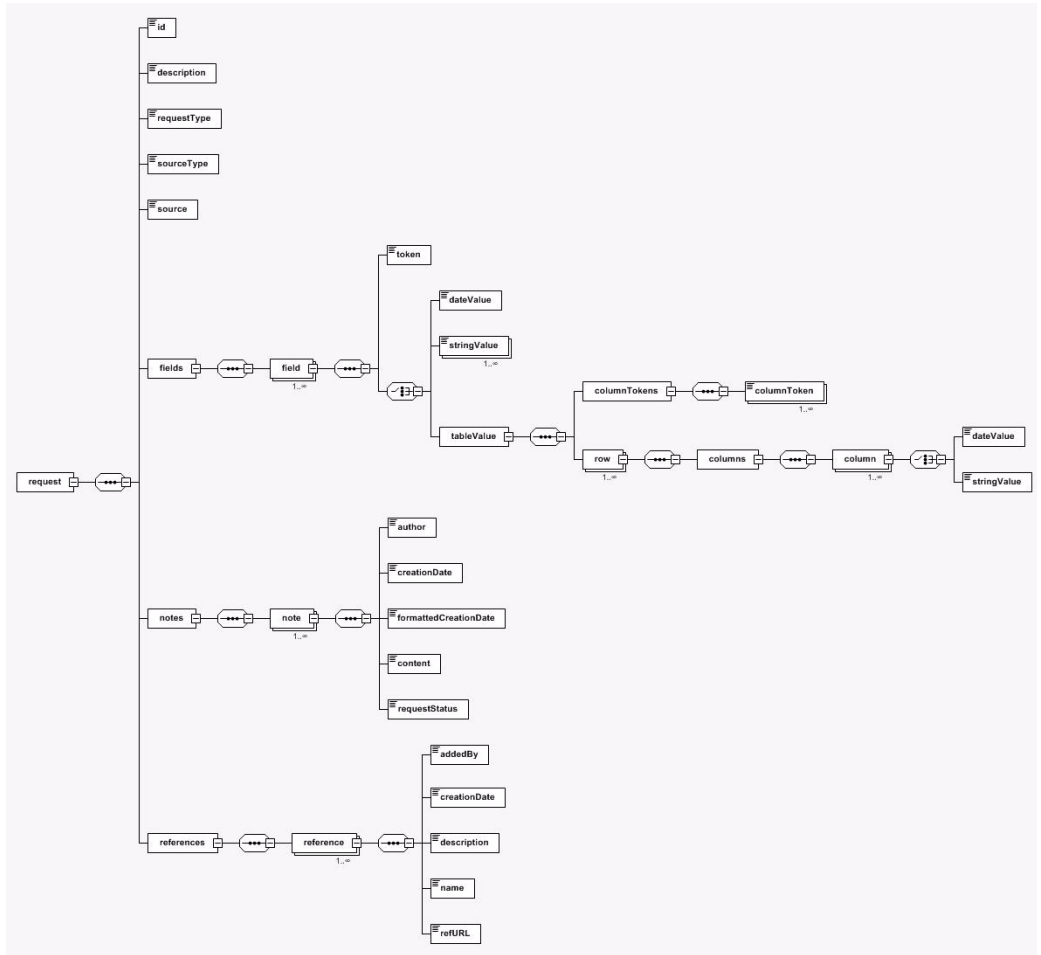 id
description
requestType
sourceType
source
token
dateValue
stringValue
1..∞
fields
field
1..∞
columnTokens
columnToken
1..∞
tableValue
dateValue
row
columns
column
1..∞
1..∞
stringValue
request
author
creationDate
formattedCreationDate
notes
note
1..∞
content
requestStatus
addedBy
creationDate
references
reference
1..∞
description
name
refURL